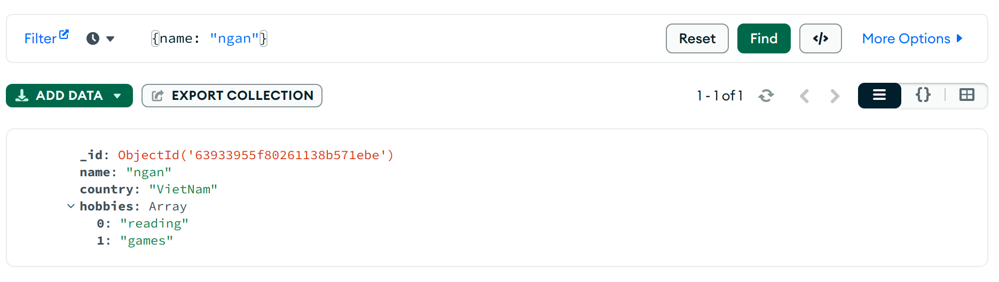 Filter {name: "ngan"} Reset Find </> More Options
ADD DATA EXPORT COLLECTION 1 - 1 of 1 {}
_id: ObjectId('63933955f80261138b571ebe')
name: "ngan"
country: "VietNam"
hobbies: Array
0: "reading"
1: "games"